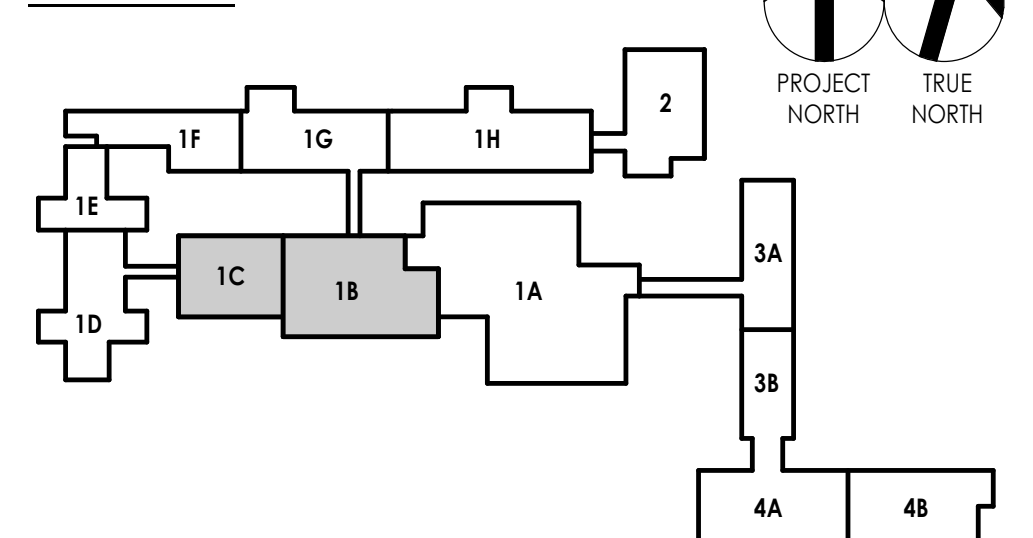 PROJECT NORTH
TRUE NORTH
2
1F
1G
1H
1E
3A
1C
1B
1A
1D
3B
4A
4B